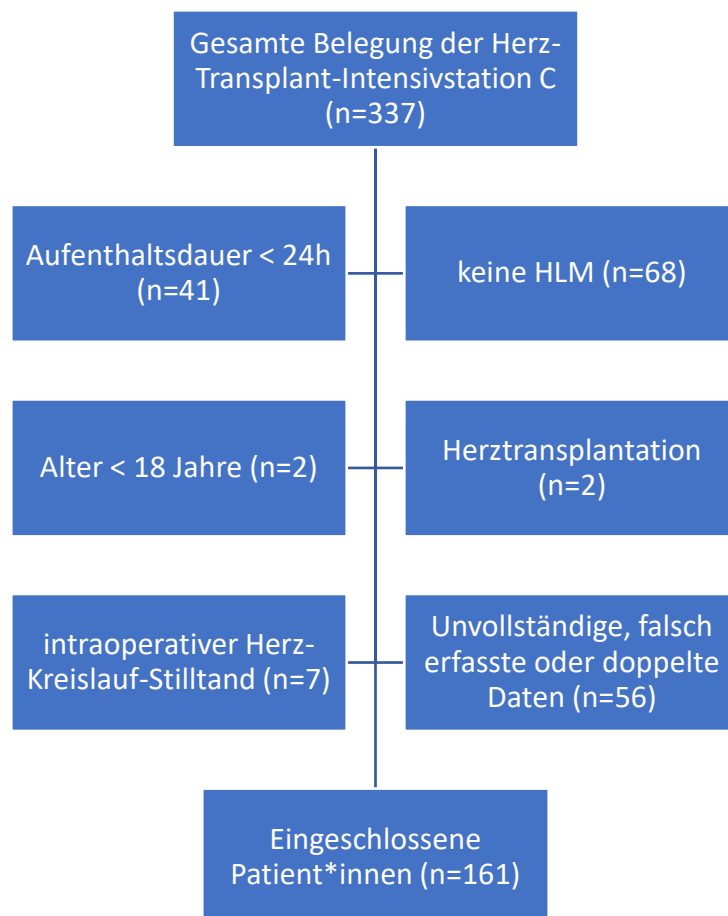 Gesamte Belegung der Herz-
Transplant-Intensivstation C
(n=337)
Aufenthaltsdauer < 24h
(n=41)
keine HLM (n=68)
Alter < 18 Jahre (n=2)
Herztransplantation
(n=2)
intraoperativer Herz-
Kreislauf-Stilltand (n=7)
Unvollständige, falsch
erfasste oder doppelte
Daten (n=56)
Eingeschlossene
Patient*innen (n=161)